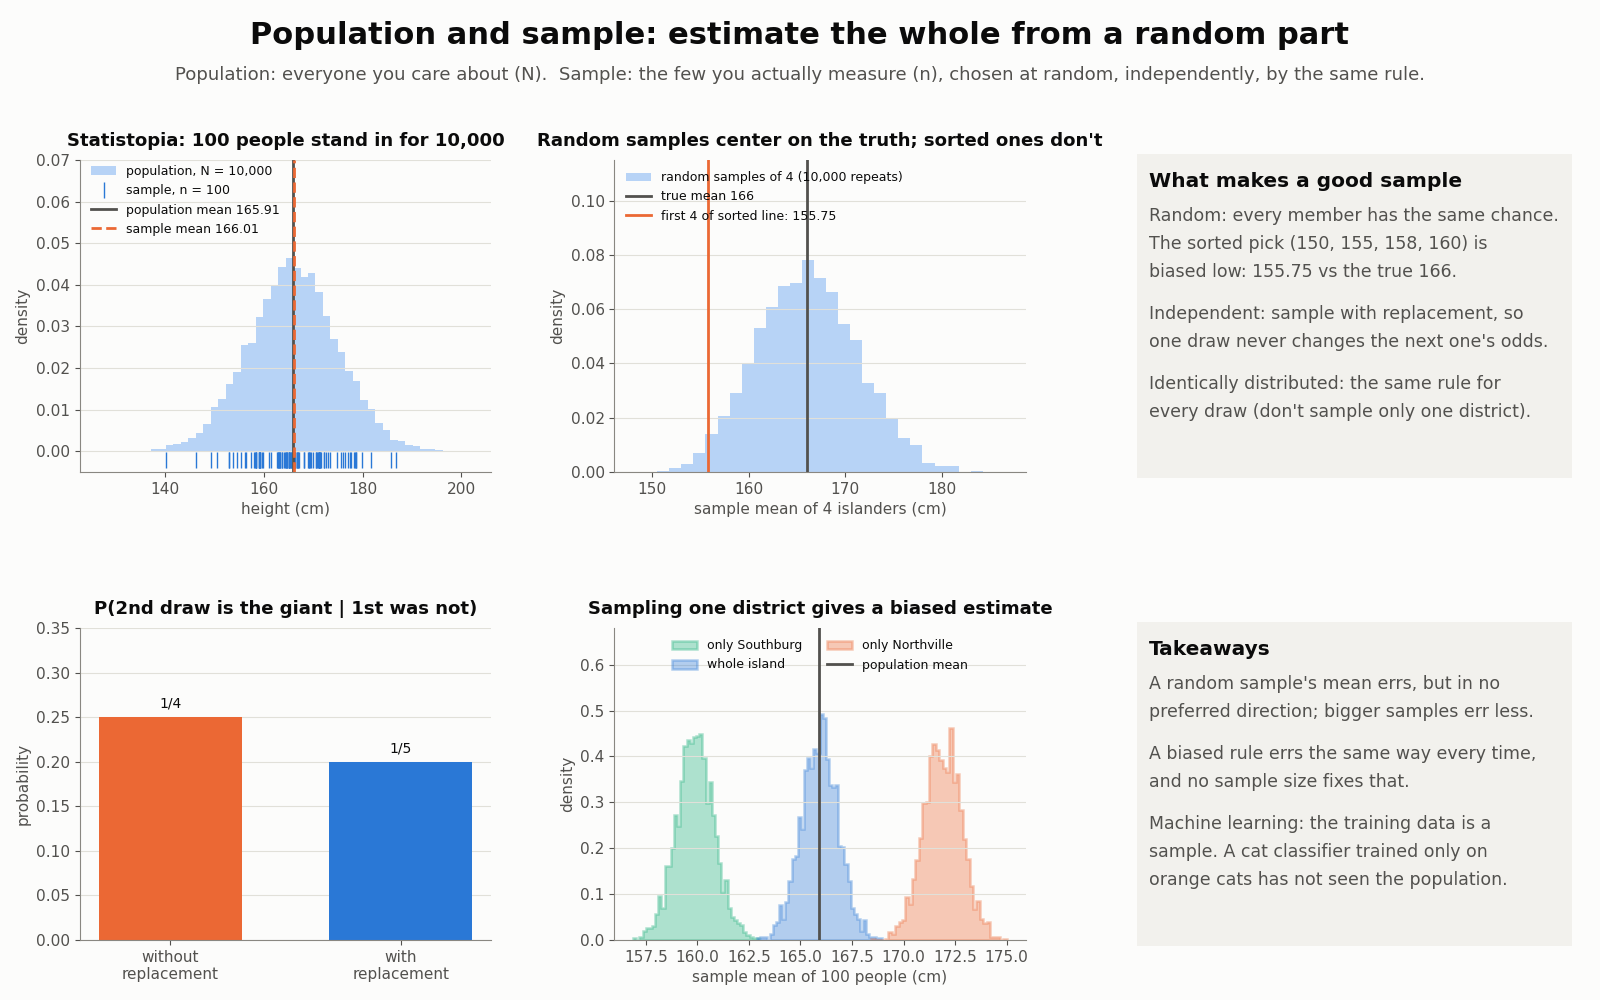 Population and sample: estimate the whole from a random part
Population: everyone you care about (N).  Sample: the few you actually measure (n), chosen at random, independently, by the same rule.
Statistopia: 100 people stand in for 10,000
0.07
0.06
0.05
0.04
0.03
0.02
0.01
0.00
density
population, N = 10,000
sample, n = 100
population mean 165.91
sample mean 166.01
140 160 180 200
height (cm)
Random samples center on the truth; sorted ones don't
0.10
0.08
0.06
0.04
0.02
0.00
density
random samples of 4 (10,000 repeats)
true mean 166
first 4 of sorted line: 155.75
150 160 170 180
sample mean of 4 islanders (cm)
What makes a good sample
Random: every member has the same chance.
The sorted pick (150, 155, 158, 160) is
biased low: 155.75 vs the true 166.
Independent: sample with replacement, so
one draw never changes the next one's odds.
Identically distributed: the same rule for
every draw (don't sample only one district).
P(2nd draw is the giant | 1st was not)
0.35
0.30
0.25
0.20
0.15
0.10
0.05
0.00
probability
1/4
1/5
without
replacement
with
replacement
Sampling one district gives a biased estimate
0.6
0.5
0.4
0.3
0.2
0.1
0.0
density
only Southburg
whole island
only Northville
population mean
157.5 160.0 162.5 165.0 167.5 170.0 172.5 175.0
sample mean of 100 people (cm)
Takeaways
A random sample's mean errs, but in no
preferred direction; bigger samples err less.
A biased rule errs the same way every time,
and no sample size fixes that.
Machine learning: the training data is a
sample. A cat classifier trained only on
orange cats has not seen the population.